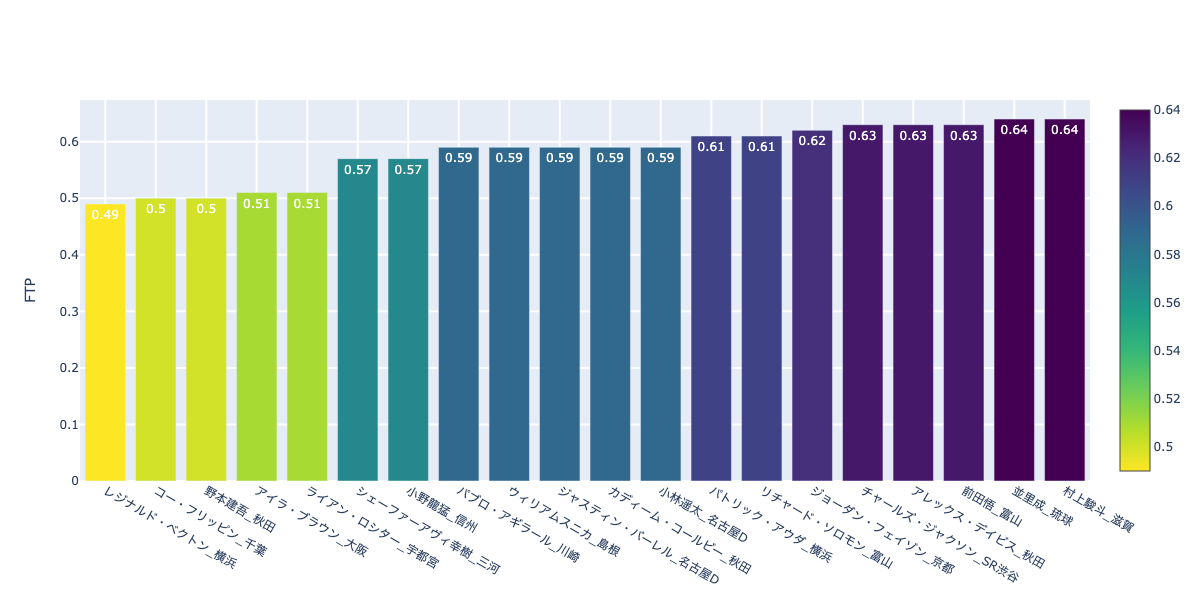 FTP
0.6
0.5
0.4
0.3
0.2
0.1
0
0.49
0.5
0.5
0.51
0.51
0.57
0.57
0.59
0.59
0.59
0.59
0.59
0.61
0.61
0.62
0.63
0.63
0.63
0.64
0.64
レジナルド・ベクトン_横浜
コー・フリッピン_千葉
野本建吾_秋田
アイラ・ブラウン_大阪
ライアン・ロシター_宇都宮
シェーファーアヴィ幸樹_三河
小野龍猛_信州
パブロ・アギラール_川崎
ウィリアムスニカ_島根
ジャスティン・バーレル_名古屋D
カディーム・コールビー_秋田
小林遥太_名古屋D
パトリック・アウダ_横浜
リチャード・ソロモン_富山
ジョーダン・フェイゾン_京都
チャールズ・ジャクソン_SR渋谷
アレックス・デイビス_秋田
前田悟_富山
並里成_琉球
村上駿斗_滋賀
0.64
0.62
0.6
0.58
0.56
0.54
0.52
0.5